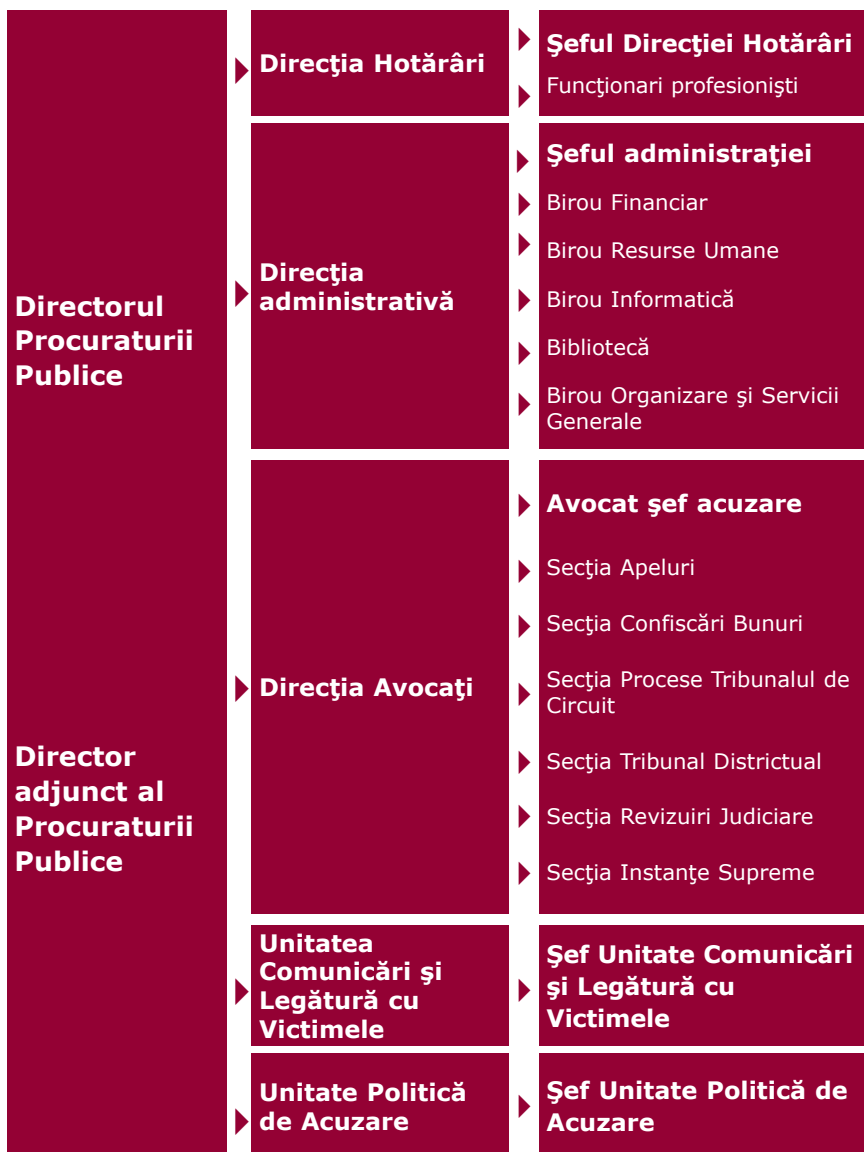 Directorul
Procuraturii
Publice
Director
adjunct al
Procuraturii
Publice
Direcţia Hotărâri
Şeful Direcţiei Hotărâri
Funcţionari profesionişti
Direcţia
administrativă
Şeful administraţiei
Birou Financiar
Birou Resurse Umane
Birou Informatică
Bibliotecă
Birou Organizare şi Servicii
Generale
Direcţia Avocaţi
Avocat şef acuzare
Secţia Apeluri
Secţia Confiscări Bunuri
Secţia Procese Tribunalul de
Circuit
Secţia Tribunal Districtual
Secţia Revizuiri Judiciare
Secţia Instanţe Supreme
Unitatea
Comunicări şi
Legătură cu
Victimele
Şef Unitate Comunicări
şi Legătură cu
Victimele
Unitate Politică
de Acuzare
Şef Unitate Politică de
Acuzare